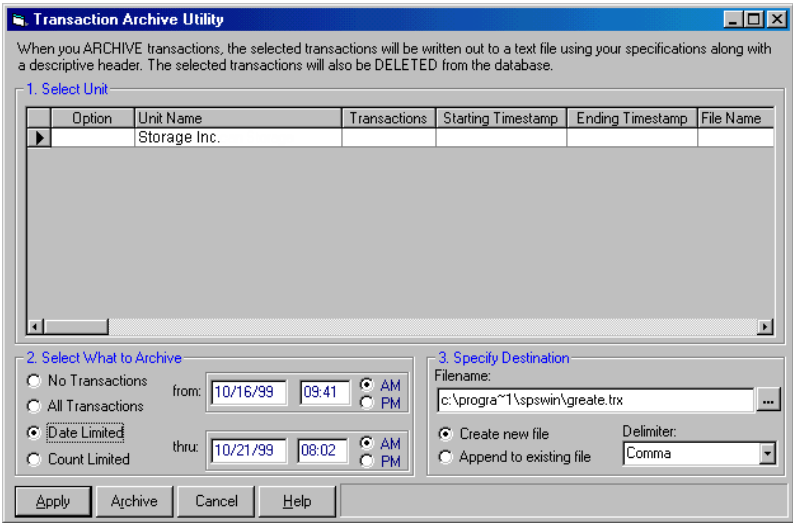 Transaction Archive Utility
When you ARCHIVE transactions, the selected transactions will be written out to a text file using your specifications along with
a descriptive header. The selected transactions will also be DELETED from the database.
1. Select Unit
Option Unit Name Transactions Starting Timestamp Ending Timestamp File Name
Storage Inc.
2. Select What to Archive
No Transactions
All Transactions
Date Limited
Count Limited
from: 10/16/99 09:41 AM
PM
thru: 10/21/99 08:02 AM
PM
3. Specify Destination
Filename:
c:\progra~1\spswin\greate.trx ...
Create new file
Append to existing file
Delimiter:
Comma
Apply Archive Cancel Help